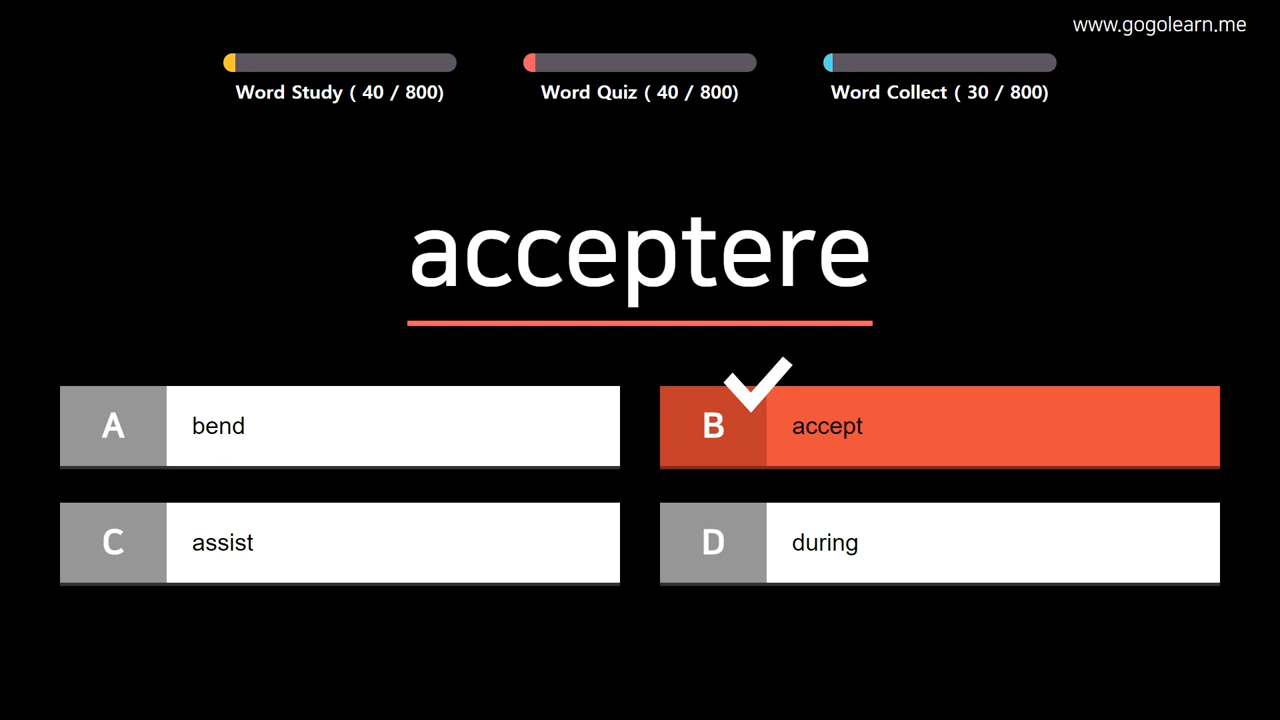 www.gogolearn.me
Word Study ( 40 / 800)
Word Quiz ( 40 / 800)
Word Collect ( 30 / 800)
acceptere
A bend
B accept
C assist
D during